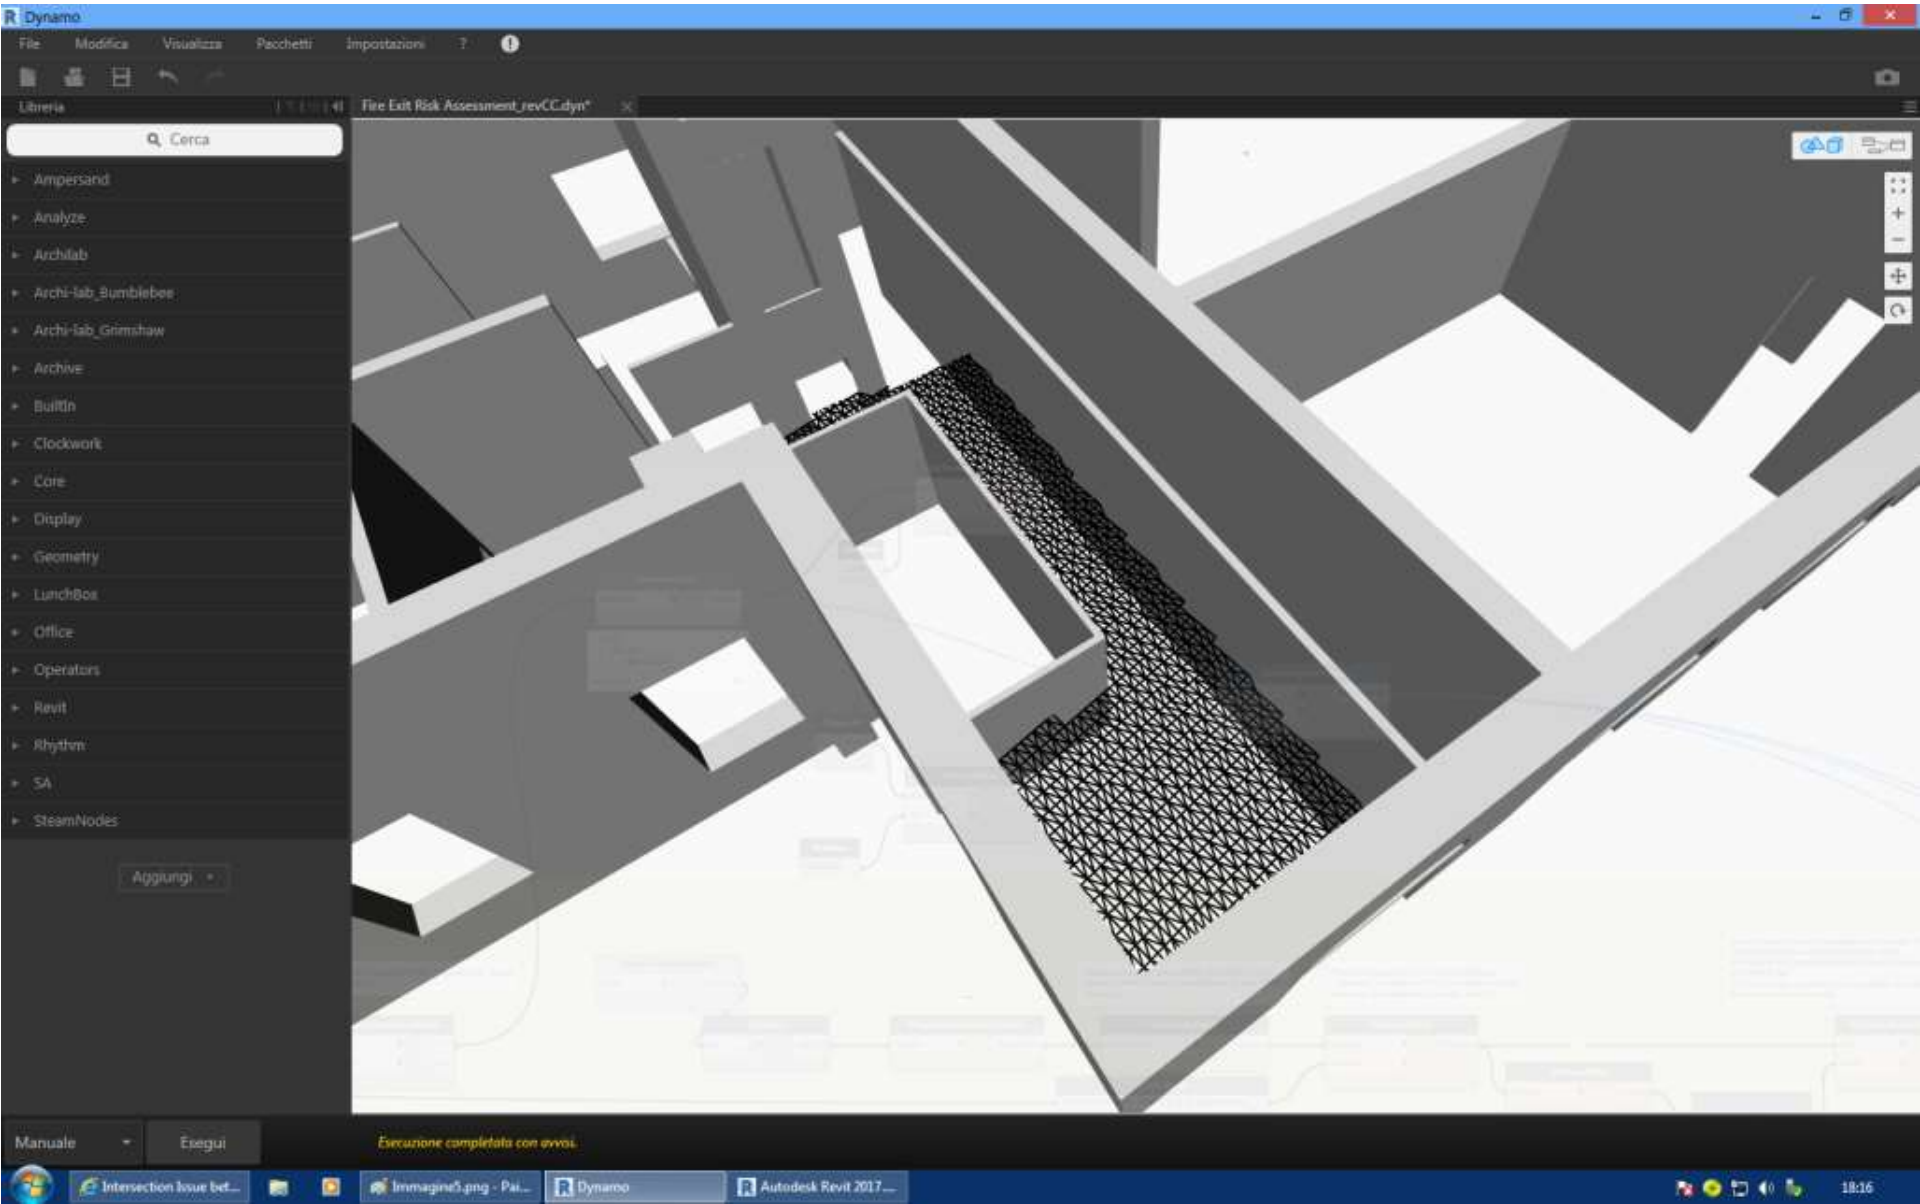 Dynamo
File Modifica Visualizza Pacchetti Impostazioni ?
Libreria
Fire Exit Risk Assessment_revCC.dyn*
Cerca
Ampersand
Analyze
Archilab
Archi-lab_Bumblebee
Archi-lab_Grimshaw
Archive
BuiltIn
Clockwork
Core
Display
Geometry
LunchBox
Office
Operators
Revit
Rhythm
SA
SteamNodes
Aggiungi
Manuale
Esegui
Esecuzione completata con avvisi.
Intersection Issue bet...
Immagine5.png - Pai...
Dynamo
Autodesk Revit 2017....
18:16